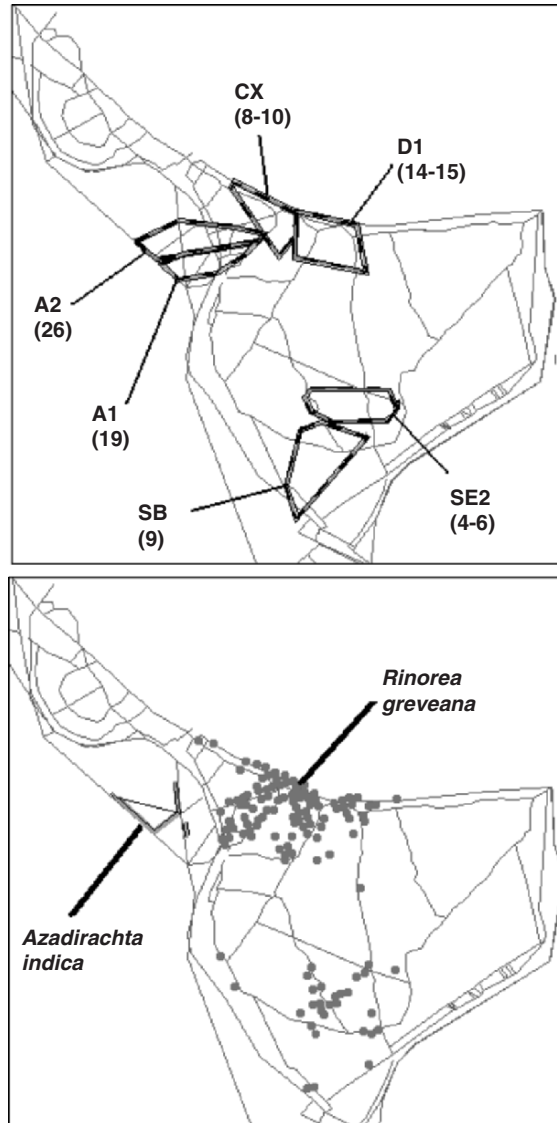 CX
(8-10)
D1
(14-15)
A2
(26)
A1
(19)
SB
(9)
SE2
(4-6)
Rinorea
greveana
Azadirachta
indica